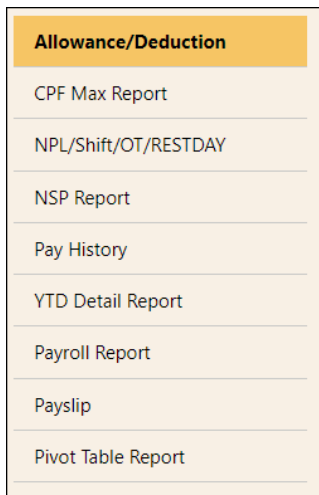 Allowance/Deduction
CPF Max Report
NPL/Shift/OT/RESTDAY
NSP Report
Pay History
YTD Detail Report
Payroll Report
Payslip
Pivot Table Report